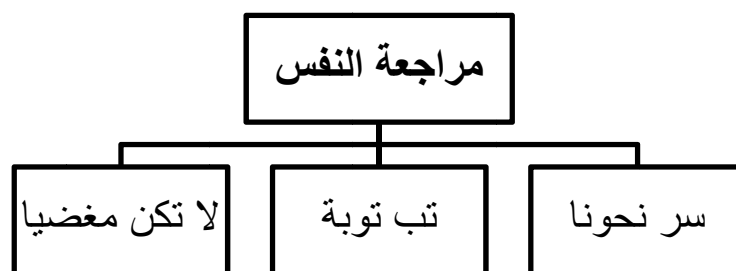 مراجعة النفس
سر نحونا
تب توبة
لا تكن مغضيا